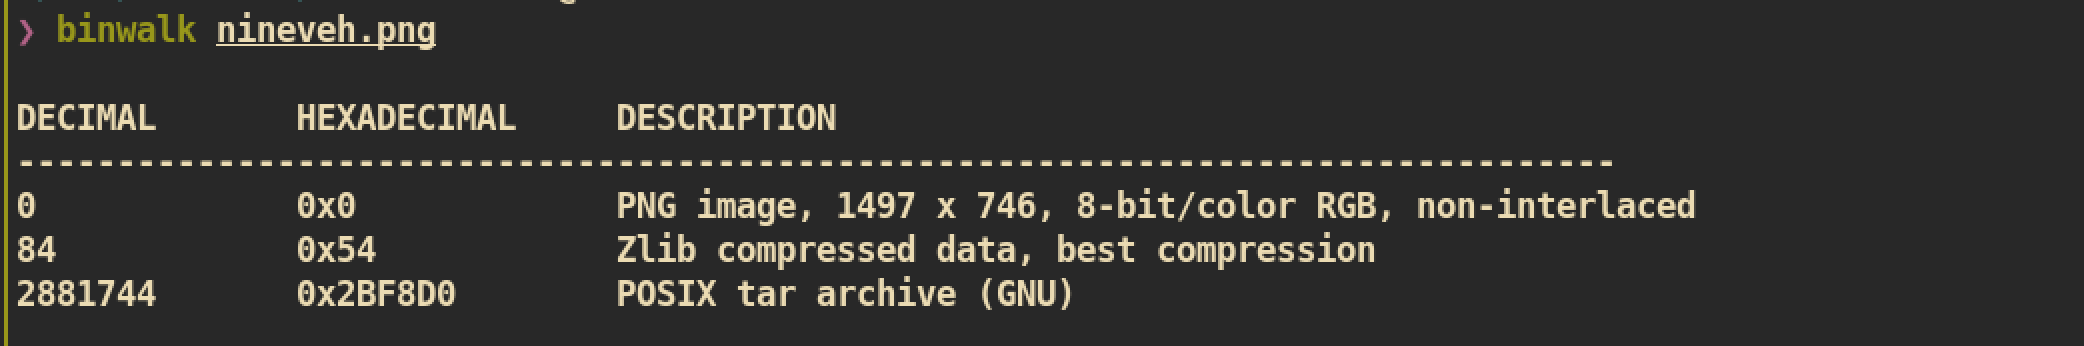 ❯ binwalk nineveh.png
DECIMAL       HEXADECIMAL     DESCRIPTION
--------------------------------------------------------------------------------
0             0x0             PNG image, 1497 x 746, 8-bit/color RGB, non-interlaced
84            0x54            Zlib compressed data, best compression
2881744       0x2BF8D0        POSIX tar archive (GNU)